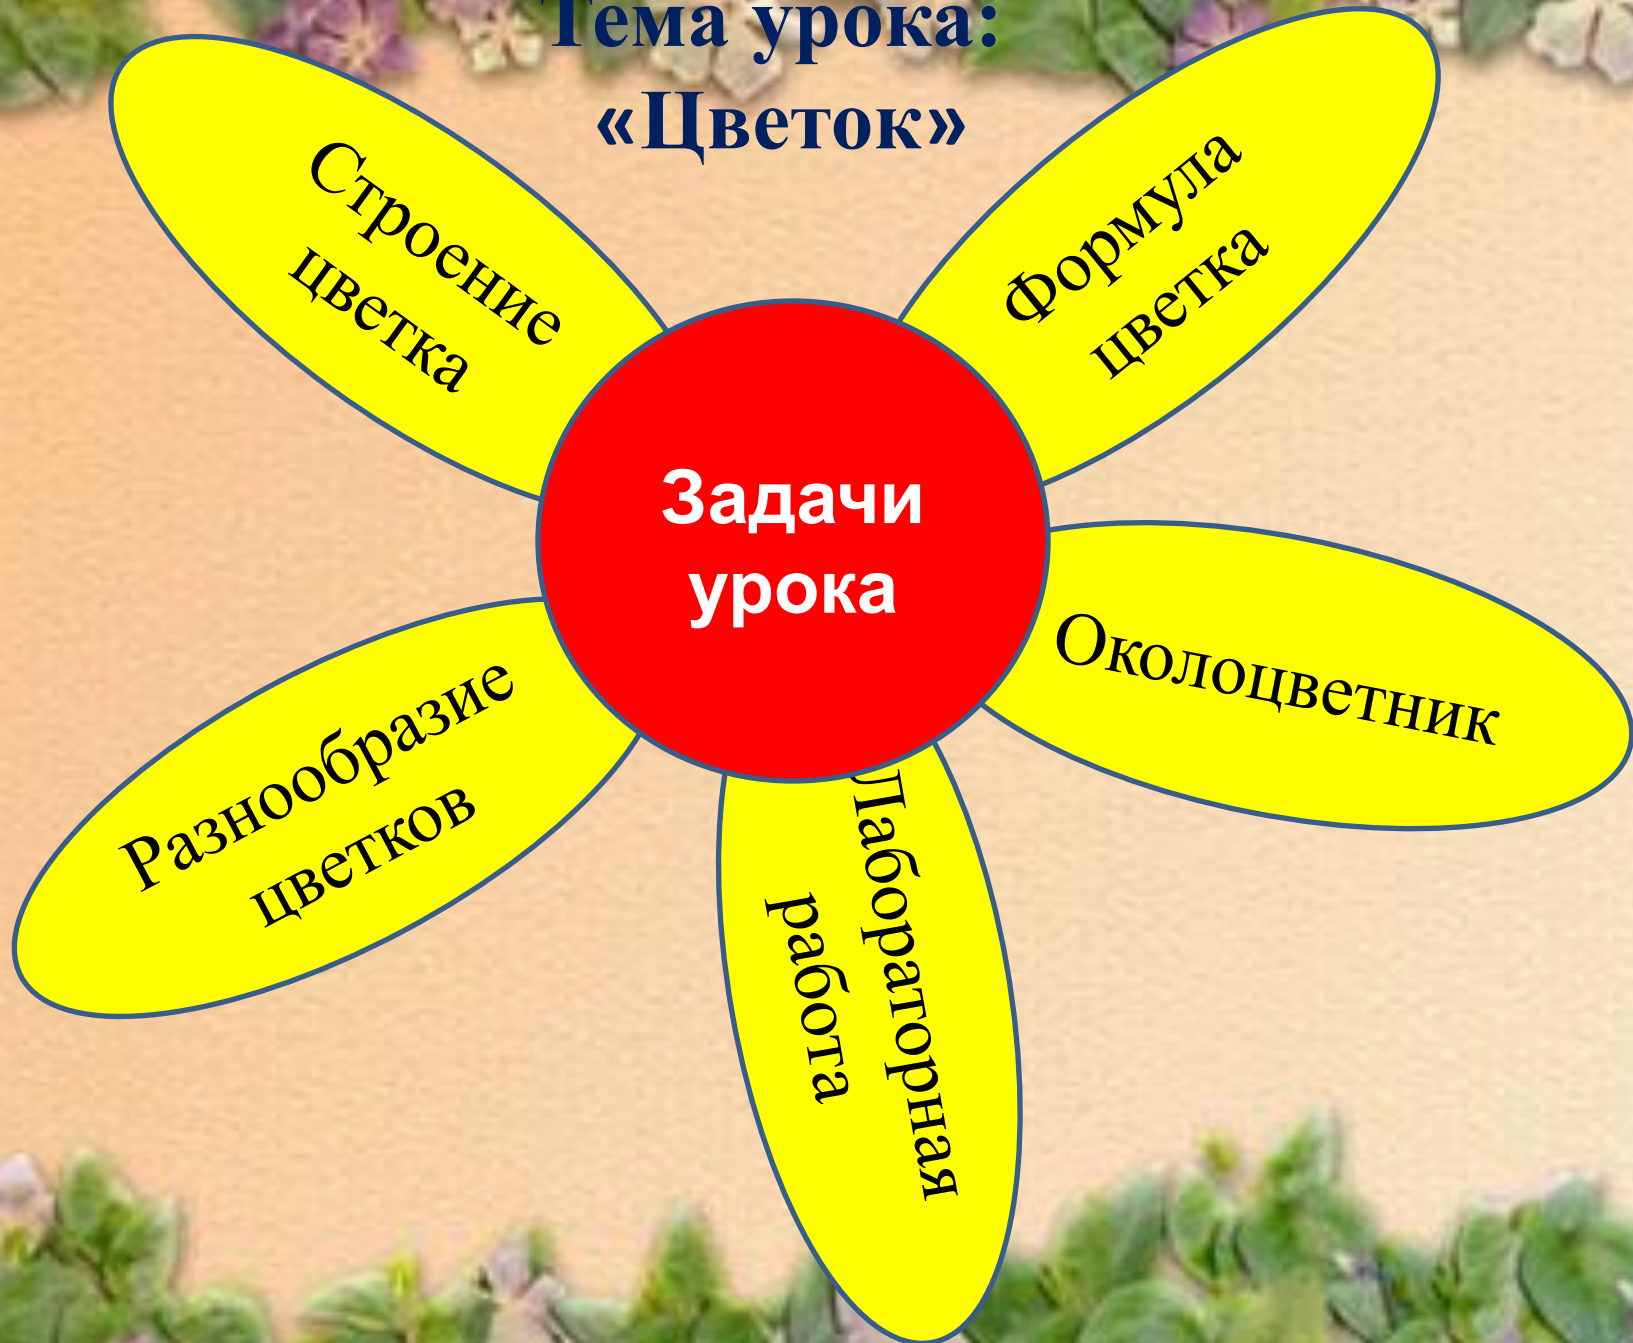 Тема урока:
«Цветок»
Строение
цветка
Формула
цветка
Задачи
урока
Околоцветник
Разнообразие
цветков
Лабораторная
работа